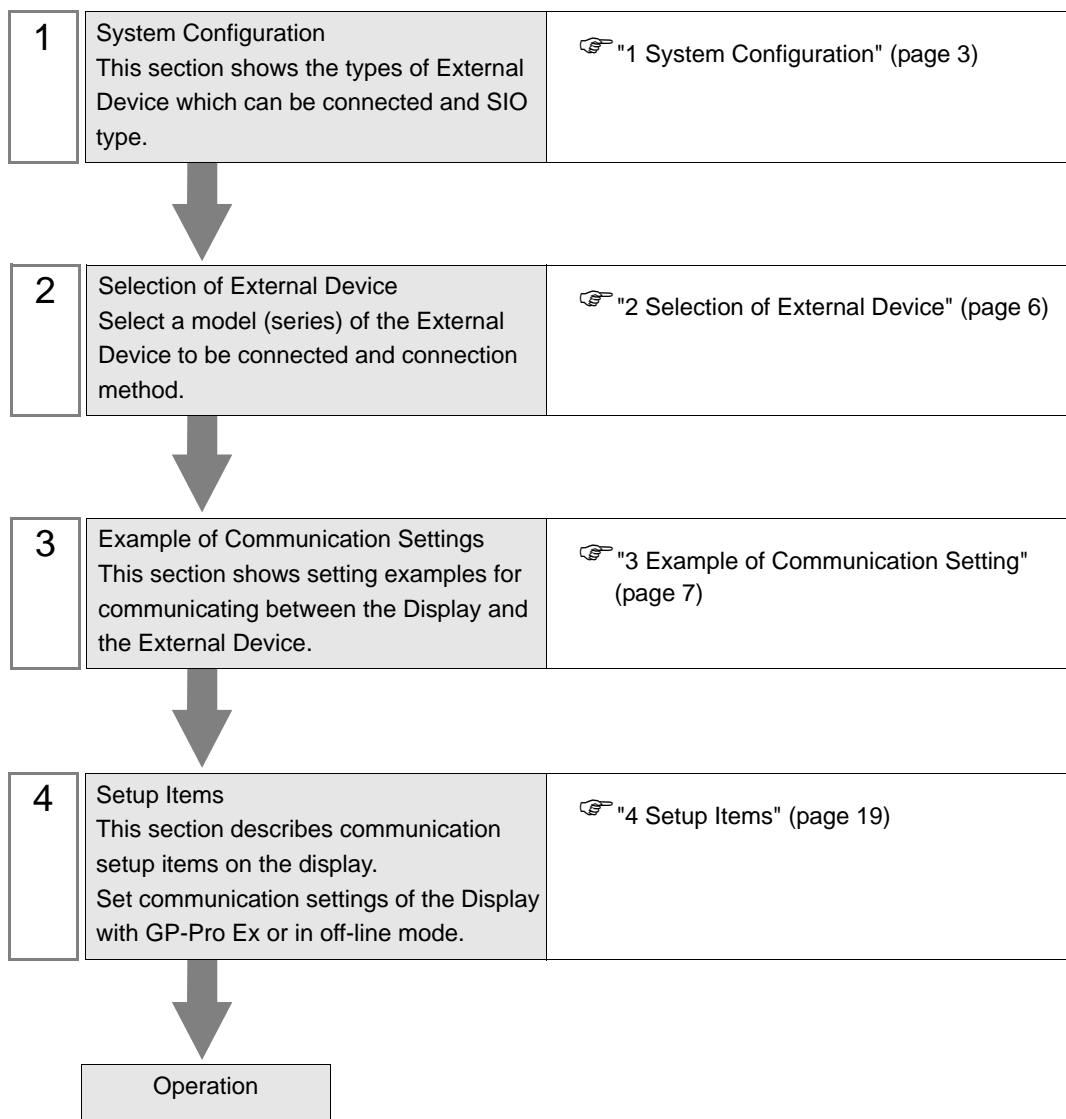 1
System Configuration
This section shows the types of External
Device which can be connected and SIO
type.
"1 System Configuration" (page 3)
2
Selection of External Device
Select a model (series) of the External
Device to be connected and connection
method.
"2 Selection of External Device" (page 6)
3
Example of Communication Settings
This section shows setting examples for
communicating between the Display and
the External Device.
"3 Example of Communication Setting"
(page 7)
4
Setup Items
This section describes communication
setup items on the display.
Set communication settings of the Display
with GP-Pro Ex or in off-line mode.
"4 Setup Items" (page 19)
Operation